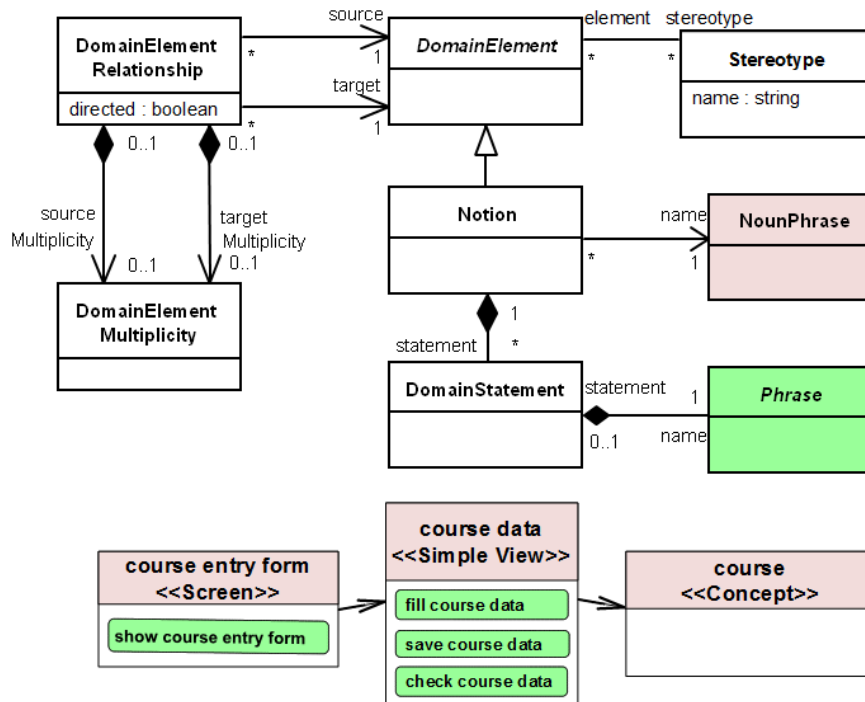 source
element stereotype
DomainElement
Relationship
*
1
DomainElement
*
*
Stereotype
directed : boolean
*
target
1
name : string
0..1
0..1
source
Multiplicity
target
Multiplicity
0..1
0..1
Notion
name
*
1
NounPhrase
DomainElement
Multiplicity
1
statement
*
DomainStatement
statement
1
0..1
name
Phrase
course entry form
<<Screen>>
show course entry form
course data
<<Simple View>>
fill course data
save course data
check course data
course
<<Concept>>